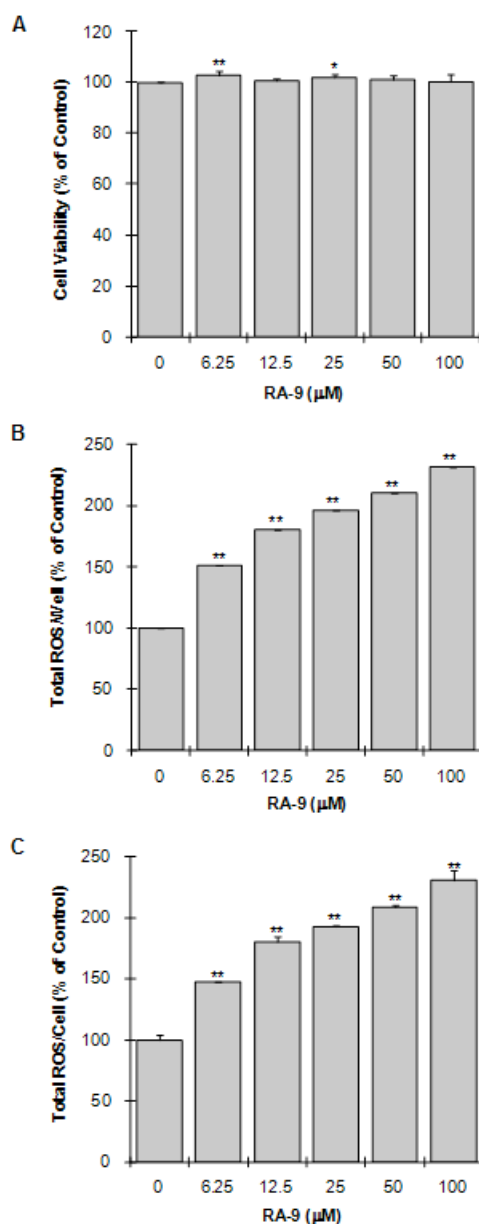 A
Cell Viability (% of Control)
120
100
80
60
40
20
0
** *
0 6.25 12.5 25 50 100
RA-9 (µM)
B
Total ROS/Well (% of Control)
250
200
150
100
50
0
** ** ** ** **
0 6.25 12.5 25 50 100
RA-9 (µM)
C
Total ROS/Cell (% of Control)
250
200
150
100
50
0
** ** ** ** **
0 6.25 12.5 25 50 100
RA-9 (µM)